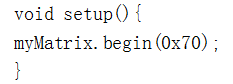 void setup(){
myMatrix.begin(0x70);
}